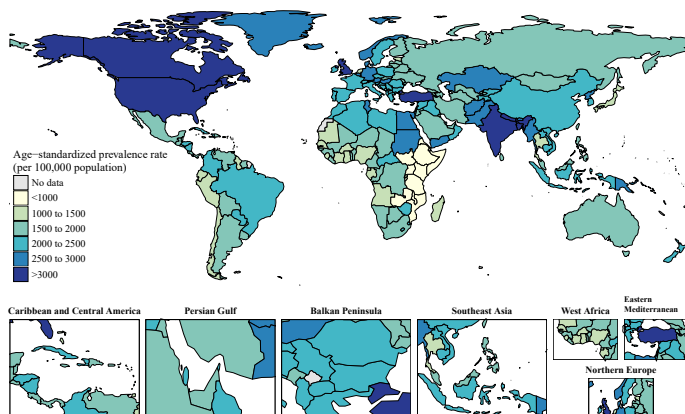 Age–standardized prevalence rate
(per 100,000 population)
No data
<1000
1000 to 1500
1500 to 2000
2000 to 2500
2500 to 3000
>3000
Caribbean and Central America
Persian Gulf
Balkan Peninsula
Southeast Asia
West Africa
Eastern
Mediterranean
Northern Europe